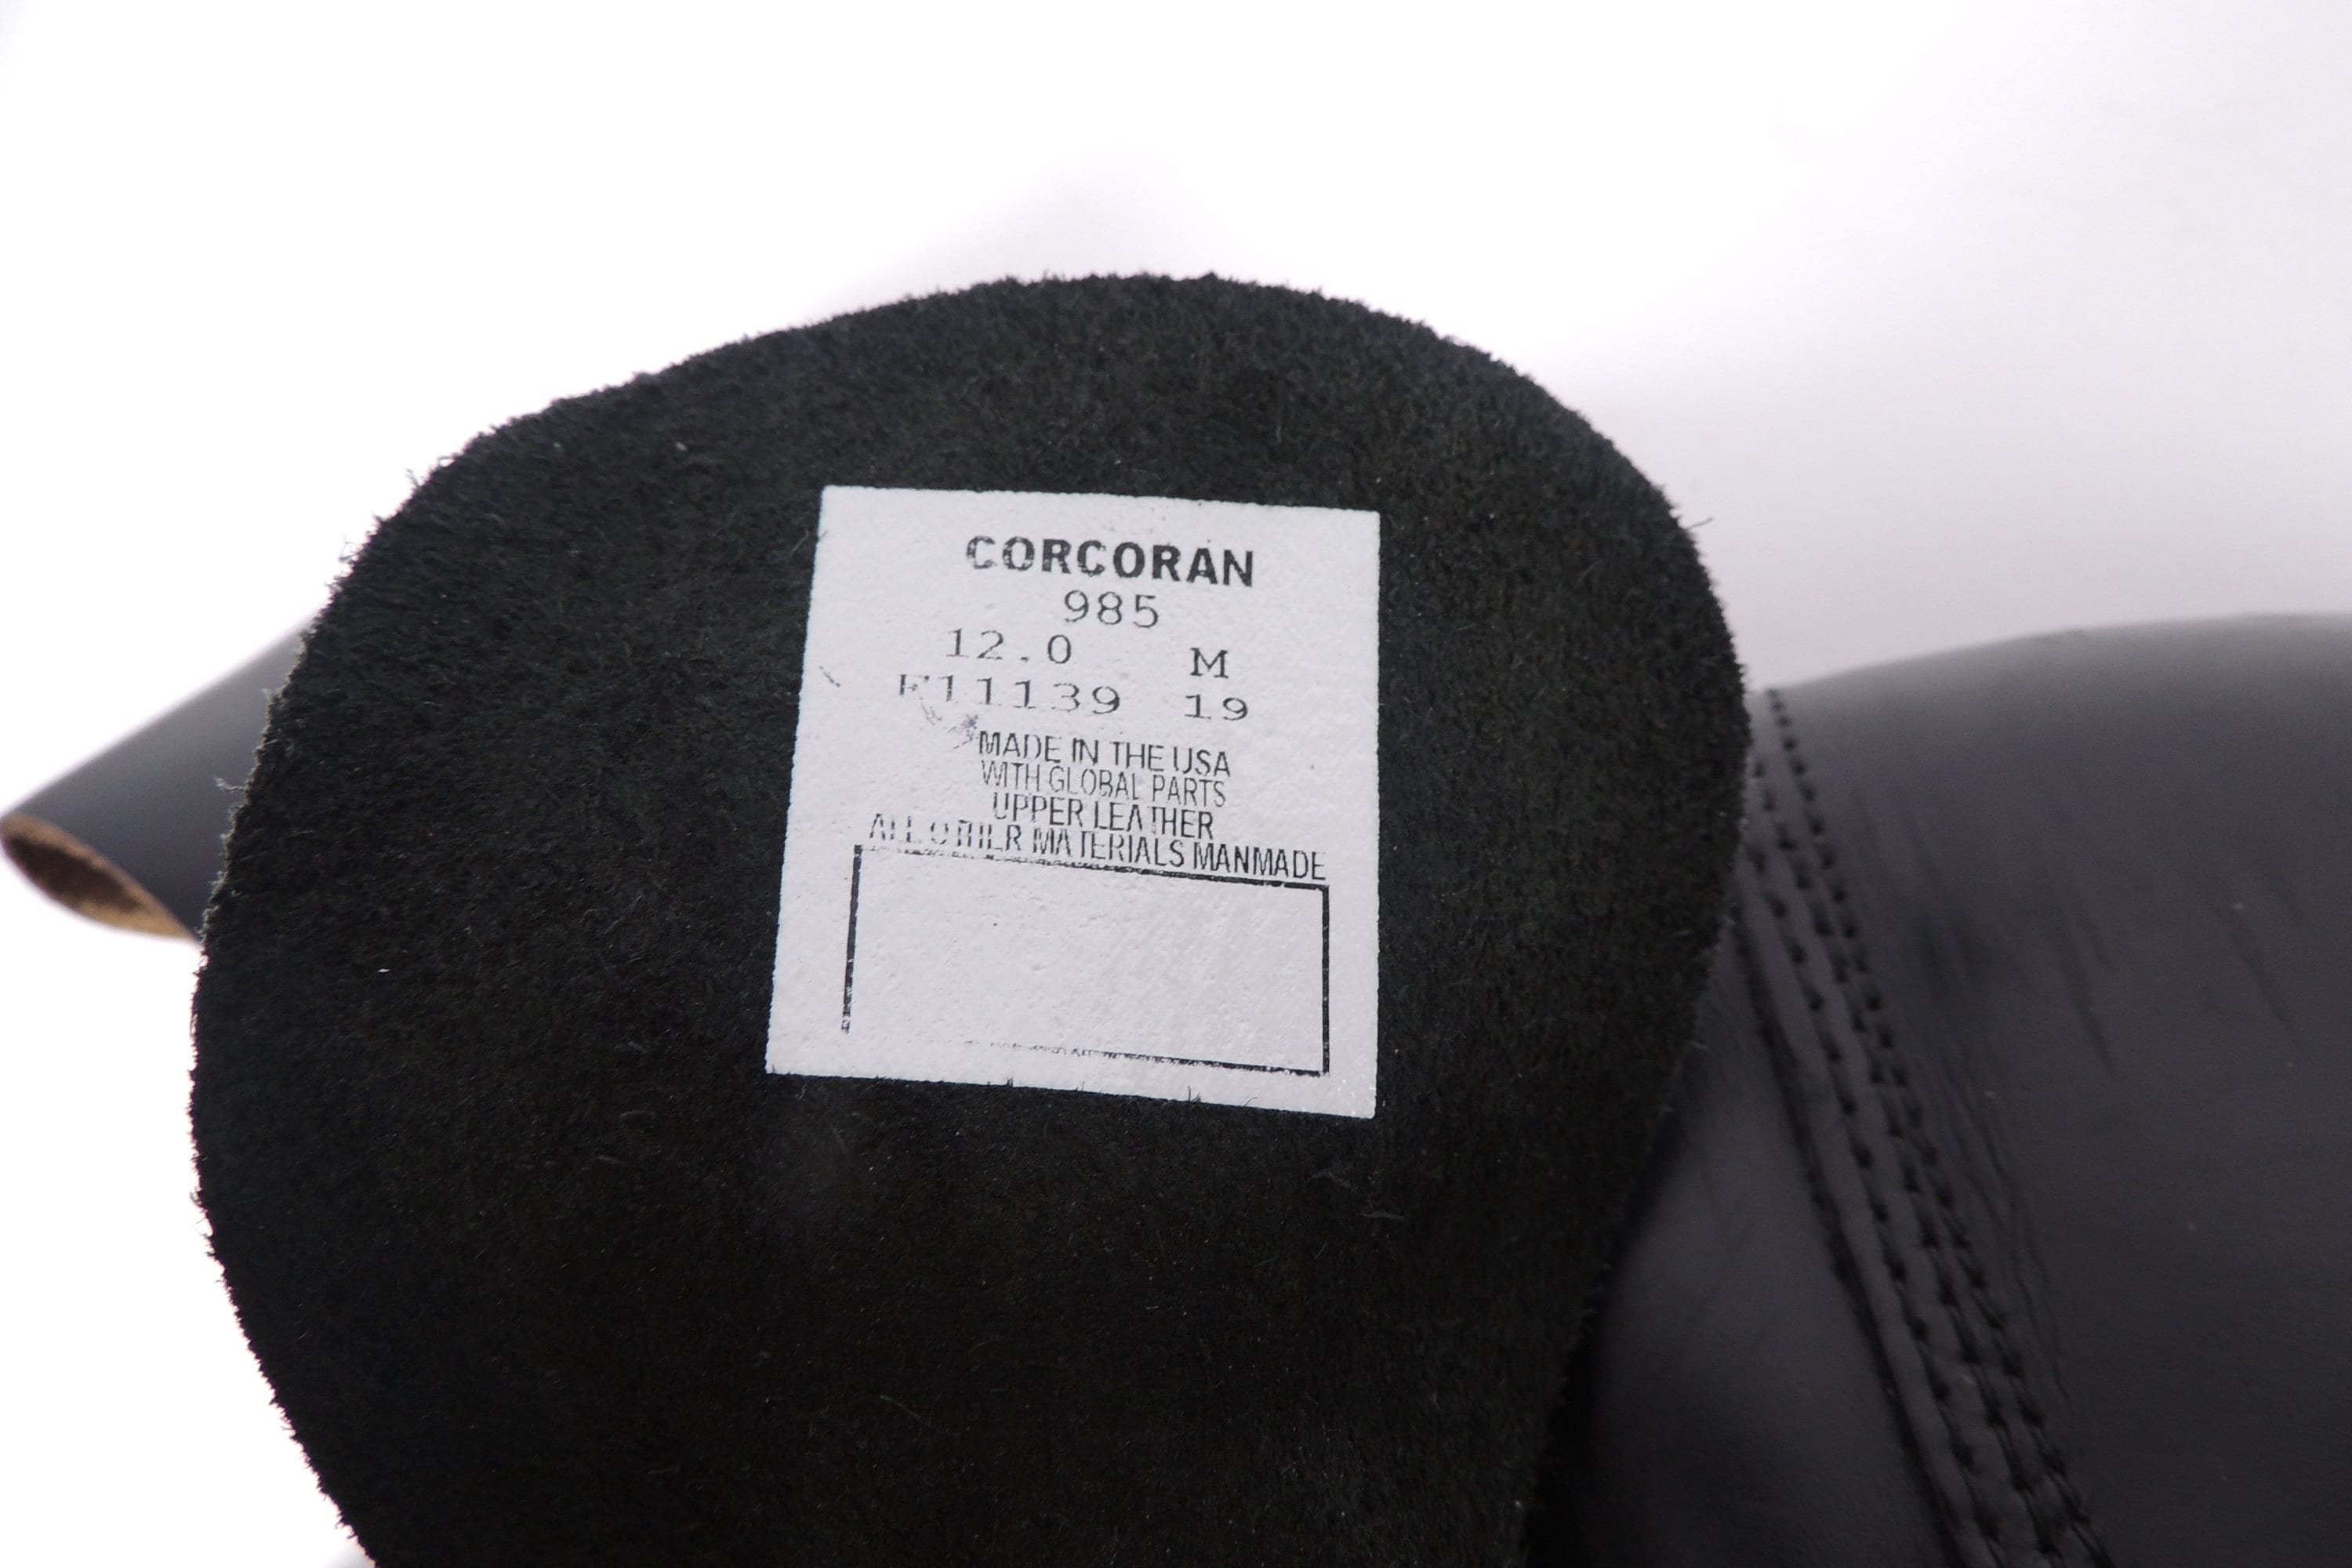 CORCORAN
985
12.0 M
F11139 19
MADE IN THE USA
WITH GLOBAL PARTS
UPPER LEATHER
ALL OTHER MATERIALS MANMADE